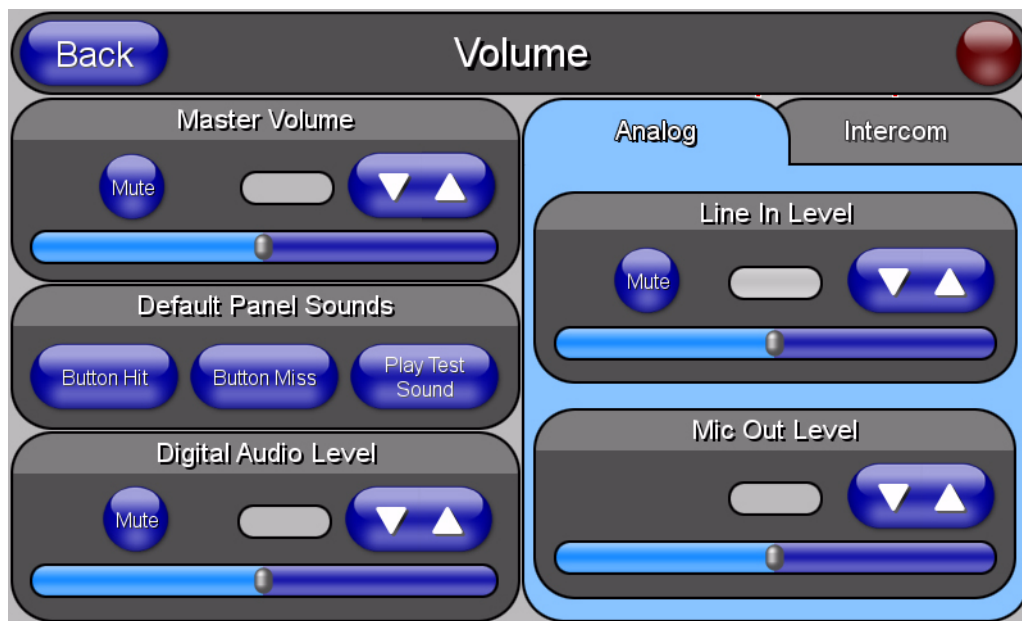 Back
Volume
Master Volume
Mute
Default Panel Sounds
Button Hit
Button Miss
Play Test
Sound
Digital Audio Level
Mute
Analog
Intercom
Line In Level
Mute
Mic Out Level